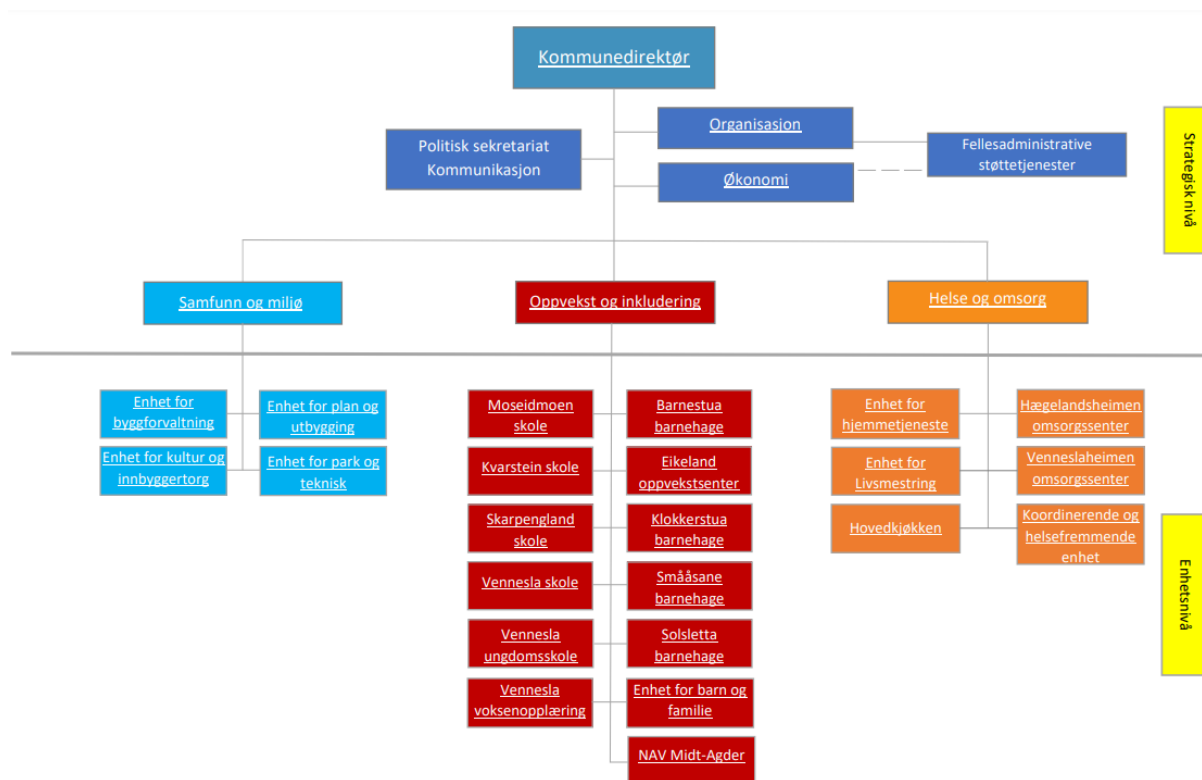 Kommunedirektør
Organisasjon
Politisk sekretariat
Kommunikasjon
Fellesadministrative
støttetjenester
Økonomi
Strategisk nivå
Samfunn og miljø
Oppvekst og inkludering
Helse og omsorg
Enhet for
byggforvaltning
Enhet for plan og
utbygging
Enhet for kultur og
innbyggertorg
Enhet for park og
teknisk
Moseidmoen
skole
Barnestua
barnehage
Kvarstein skole
Eikeland
oppvekstsenter
Skarpengland
skole
Klokkerstua
barnehage
Vennesla skole
Smååsane
barnehage
Vennesla
ungdomsskole
Solsletta
barnehage
Vennesla
voksenopplæring
Enhet for barn og
familie
NAV Midt-Agder
Enhet for
hjemmetjeneste
Hægelandsheimen
omsorgssenter
Enhet for
Livsmestring
Venneslaheimen
omsorgssenter
Hovedkjøkken
Koordinerende og
helsefremmende
enhet
Enhetsnivå